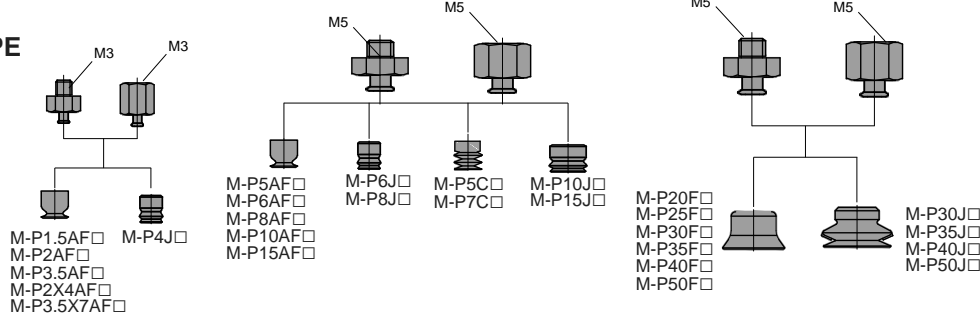 PE
M3
M3
M-P1.5AF□
M-P2AF□
M-P3.5AF□
M-P2X4AF□
M-P3.5X7AF□
M-P4J□
M5
M5
M-P5AF□
M-P6AF□
M-P8AF□
M-P10AF□
M-P15AF□
M-P6J□
M-P8J□
M-P5C□
M-P7C□
M-P10J□
M-P15J□
M5
M5
M-P20F□
M-P25F□
M-P30F□
M-P35F□
M-P40F□
M-P50F□
M-P30J□
M-P35J□
M-P40J□
M-P50J□